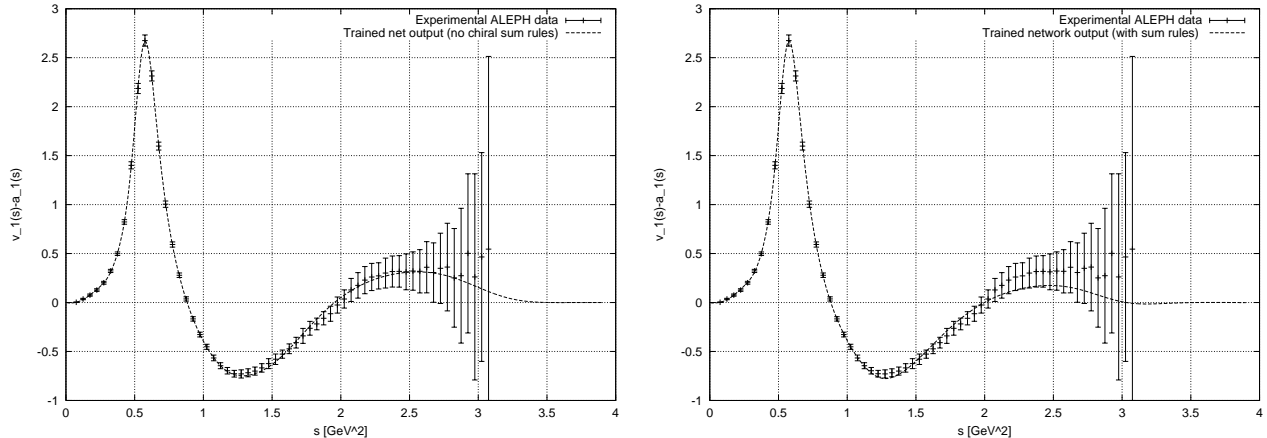 3
2.5
2
1.5
1
0.5
0
-0.5
-1
0 0.5 1 1.5 2 2.5 3 3.5 4
v_1(s)-a_1(s)
s [GeV^2]
Experimental ALEPH data
Trained net output (no chiral sum rules)
3
2.5
2
1.5
1
0.5
0
-0.5
-1
0 0.5 1 1.5 2 2.5 3 3.5 4
v_1(s)-a_1(s)
s [GeV^2]
Experimental ALEPH data
Trained network output (with sum rules)